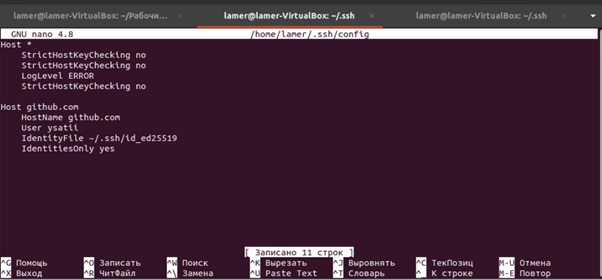 lamer@lamer-VirtualBox: ~/Рабочи... lamer@lamer-VirtualBox: ~/.ssh lamer@lamer-VirtualBox: ~/.ssh
GNU nano 4.8 /home/lamer/.ssh/config
Host *
StrictHostKeyChecking no
StrictHostKeyChecking no
LogLevel ERROR
StrictHostKeyChecking no
Host github.com
HostName github.com
User ysatii
IdentityFile ~/.ssh/id_ed25519
IdentitiesOnly yes
[ Записано 11 строк ]
^G Помощь ^O Записать ^W Поиск ^K Вырезать ^J Выровнять ^C ТекПозиц M-U Отмена
^X Выход ^R ЧитФайл ^\ Замена ^U Paste Text ^T Словарь ^_ К строке M-E Повтор